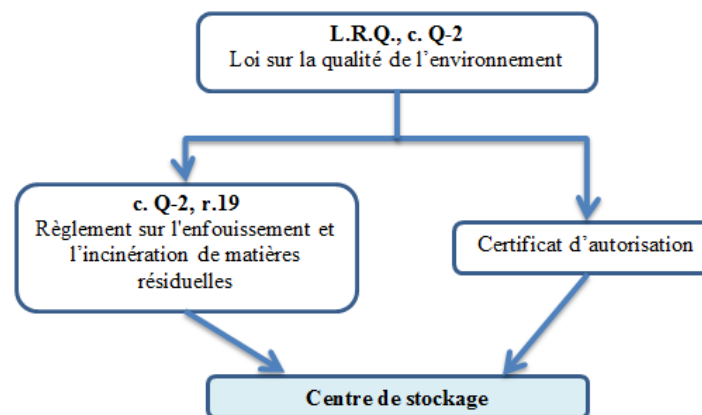 L.R.Q., c. Q-2
Loi sur la qualité de l’environnement
c. Q-2, r.19
Règlement sur l'enfouissement et
l’incinération de matières
résiduelles
Certificat d’autorisation
Centre de stockage